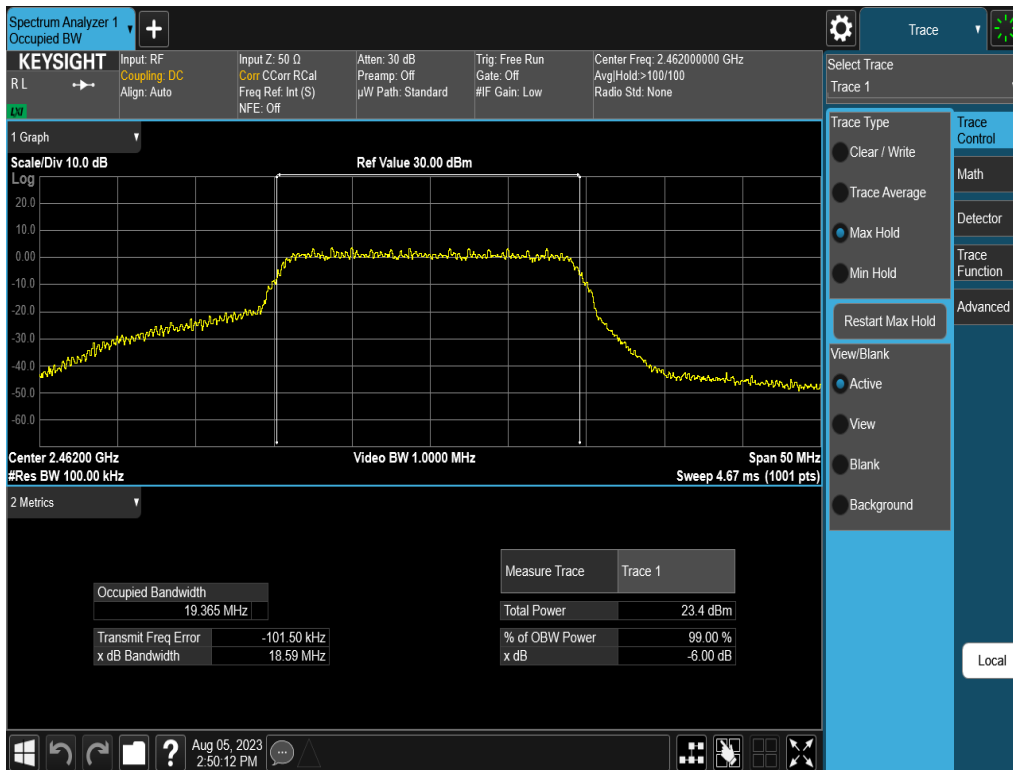 Spectrum Analyzer 1
Occupied BW
Trace
KEYSIGHT
R L
LXI
Input: RF
Coupling: DC
Align: Auto
Input Z: 50 Ω
Corr CCorr RCal
Freq Ref: Int (S)
NFE: Off
Atten: 30 dB
Preamp: Off
µW Path: Standard
Trig: Free Run
Gate: Off
#IF Gain: Low
Center Freq: 2.462000000 GHz
Avg|Hold:>100/100
Radio Std: None
Select Trace
Trace 1
1 Graph
Scale/Div 10.0 dB
Ref Value 30.00 dBm
Log
20.0
10.0
0.00
-10.0
-20.0
-30.0
-40.0
-50.0
-60.0
Center 2.46200 GHz
#Res BW 100.00 kHz
Video BW 1.0000 MHz
Span 50 MHz
Sweep 4.67 ms (1001 pts)
Trace Type
Clear / Write
Trace Average
Max Hold
Min Hold
Restart Max Hold
View/Blank
Active
View
Blank
Background
Trace
Control
Math
Detector
Trace
Function
Advanced
Local
2 Metrics
Occupied Bandwidth
19.365 MHz
Transmit Freq Error -101.50 kHz
x dB Bandwidth 18.59 MHz
Measure Trace Trace 1
Total Power 23.4 dBm
% of OBW Power 99.00 %
x dB -6.00 dB
?
Aug 05, 2023
2:50:12 PM